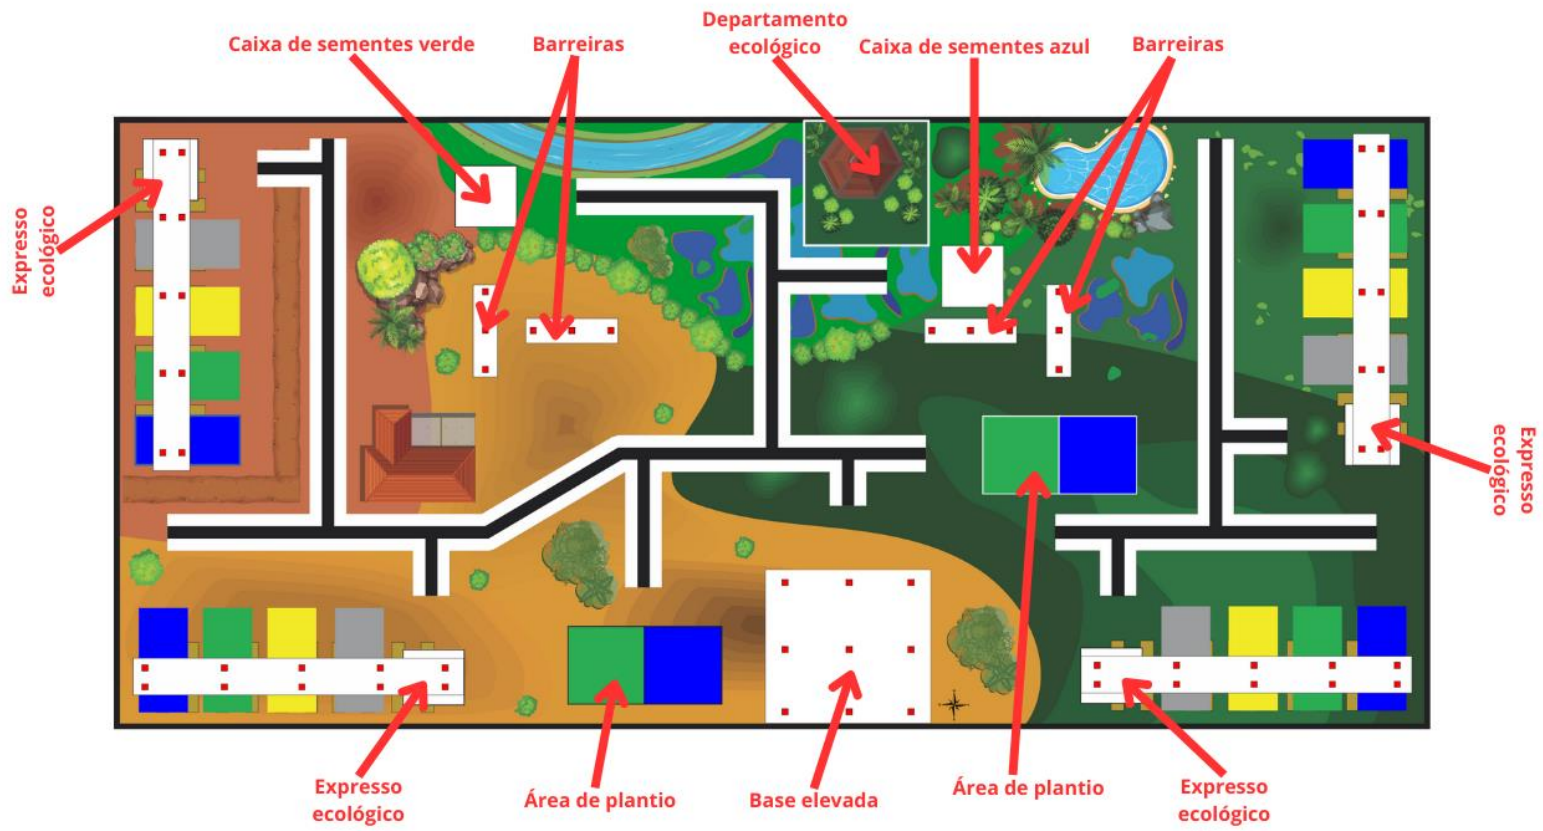 Departamento
ecológico
Caixa de sementes verde
Barreiras
Caixa de sementes azul
Barreiras
Expresso
ecológico
Expresso
ecológico
Expresso
ecológico
Área de plantio
Base elevada
Área de plantio
Expresso
ecológico